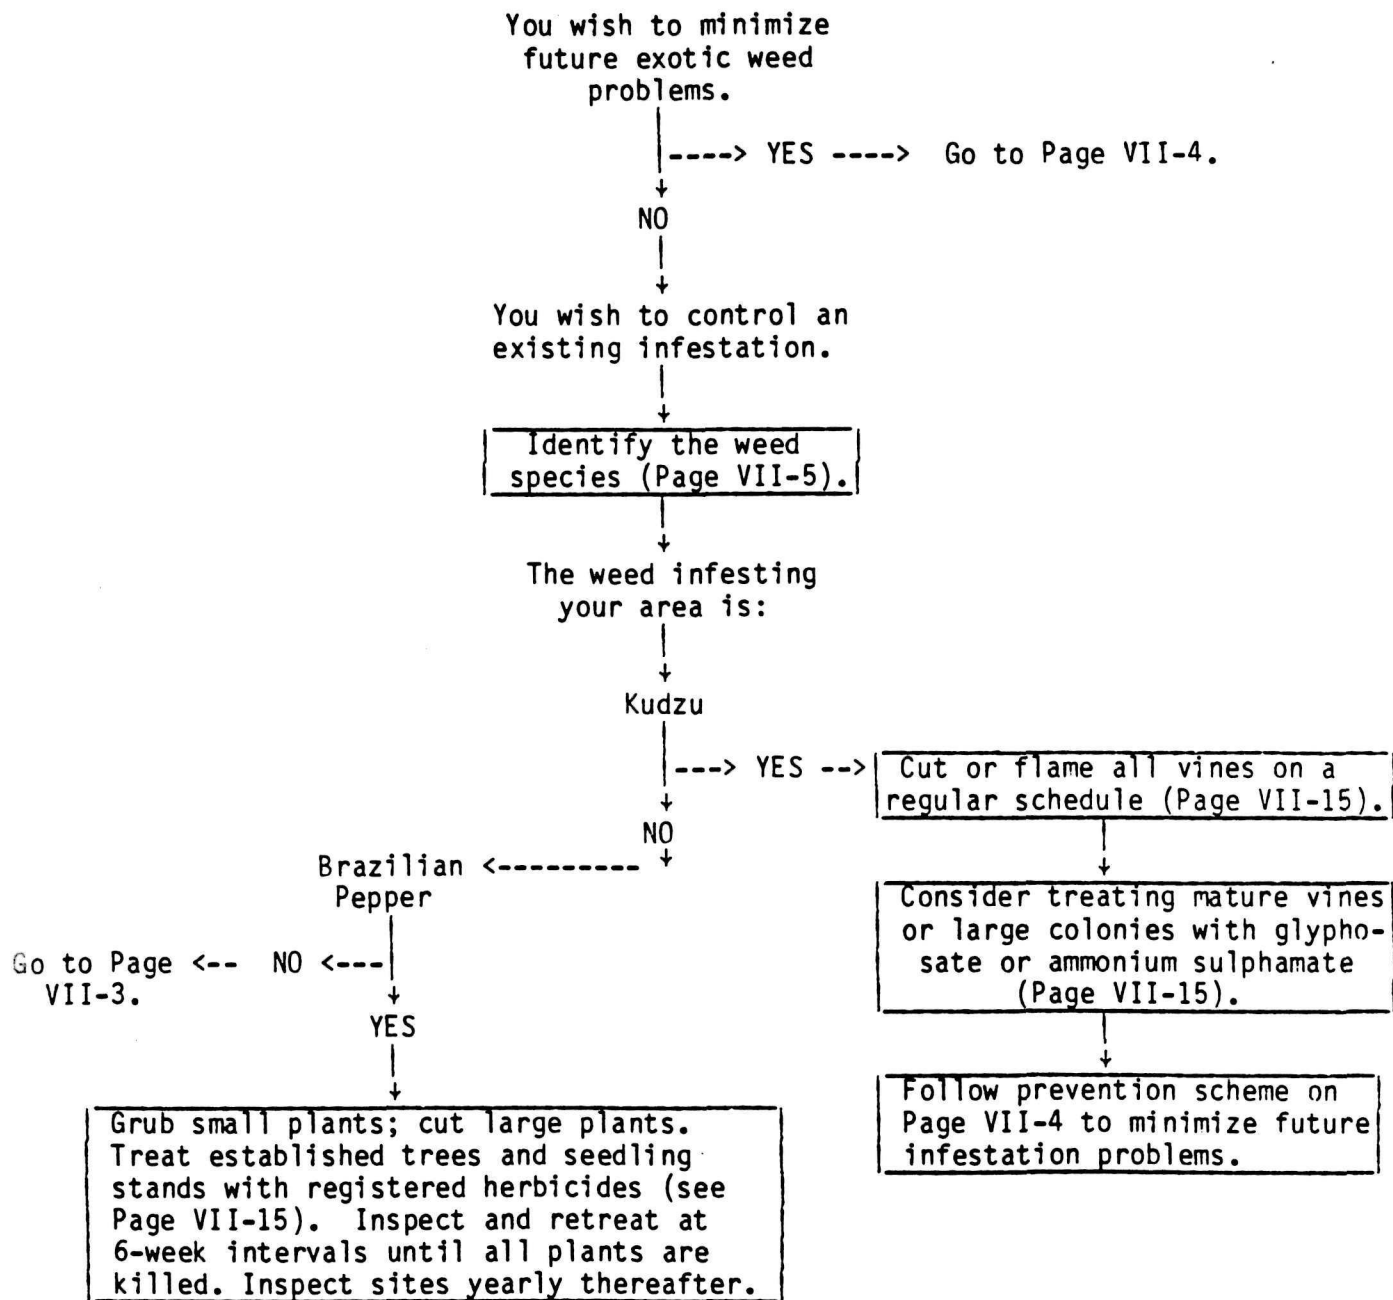 You wish to minimize
future exotic weed
problems.
----> YES ----> Go to Page VII-4.
NO
You wish to control an
existing infestation.
Identify the weed
species (Page VII-5).
The weed infesting
your area is:
Kudzu
---> YES -->
Cut or flame all vines on a
regular schedule (Page VII-15).
NO
Brazilian <---------
Pepper
Consider treating mature vines
or large colonies with glypho-
sate or ammonium sulphamate
(Page VII-15).
Go to Page <-- NO <---
VII-3.
YES
Follow prevention scheme on
Page VII-4 to minimize future
infestation problems.
Grub small plants; cut large plants.
Treat established trees and seedling
stands with registered herbicides (see
Page VII-15). Inspect and retreat at
6-week intervals until all plants are
killed. Inspect sites yearly thereafter.